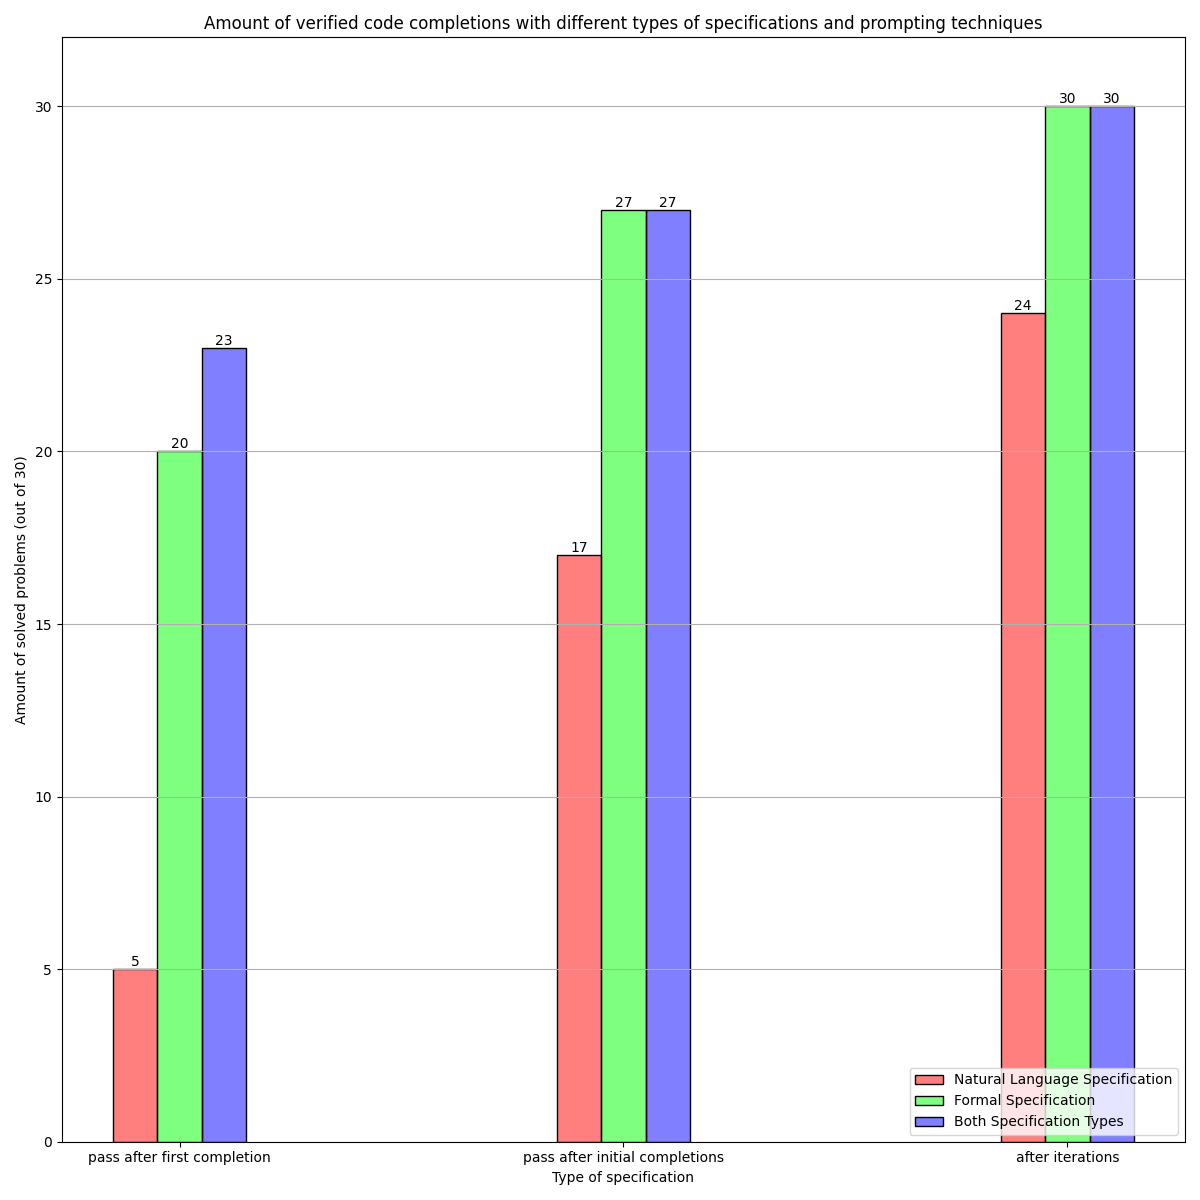 Amount of verified code completions with different types of specifications and prompting techniques
Amount of solved problems (out of 30)
30
25
20
15
10
5
0
5
20
23
17
27
27
24
30
30
pass after first completion
pass after initial completions
after iterations
Type of specification
Natural Language Specification
Formal Specification
Both Specification Types